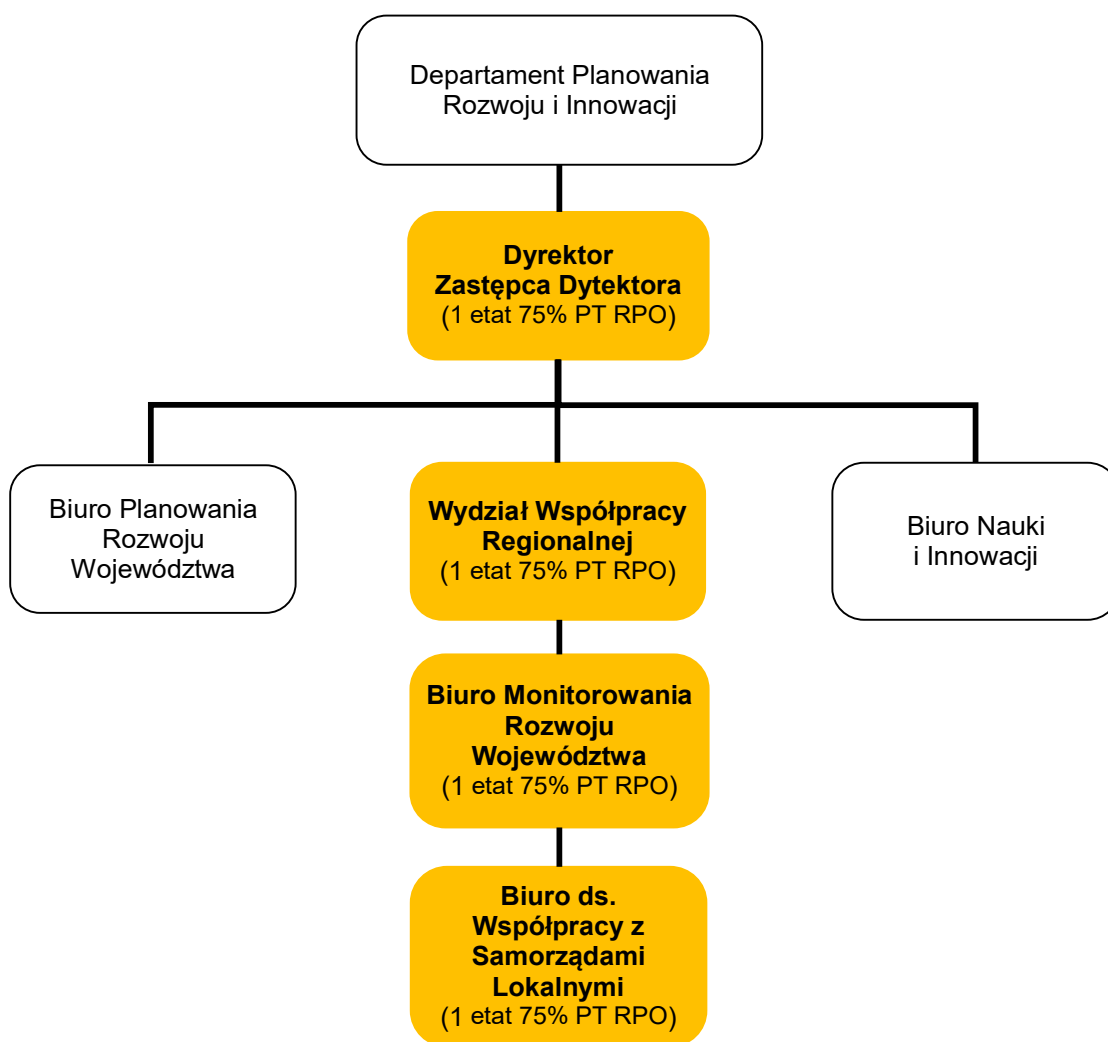 Departament Planowania
Rozwoju i Innowacji
Dyrektor
Zastępca Dytektora
(1 etat 75% PT RPO)
Biuro Planowania
Rozwoju
Województwa
Wydział Współpracy
Regionalnej
(1 etat 75% PT RPO)
Biuro Nauki
i Innowacji
Biuro Monitorowania
Rozwoju
Województwa
(1 etat 75% PT RPO)
Biuro ds.
Współpracy z
Samorządami
Lokalnymi
(1 etat 75% PT RPO)